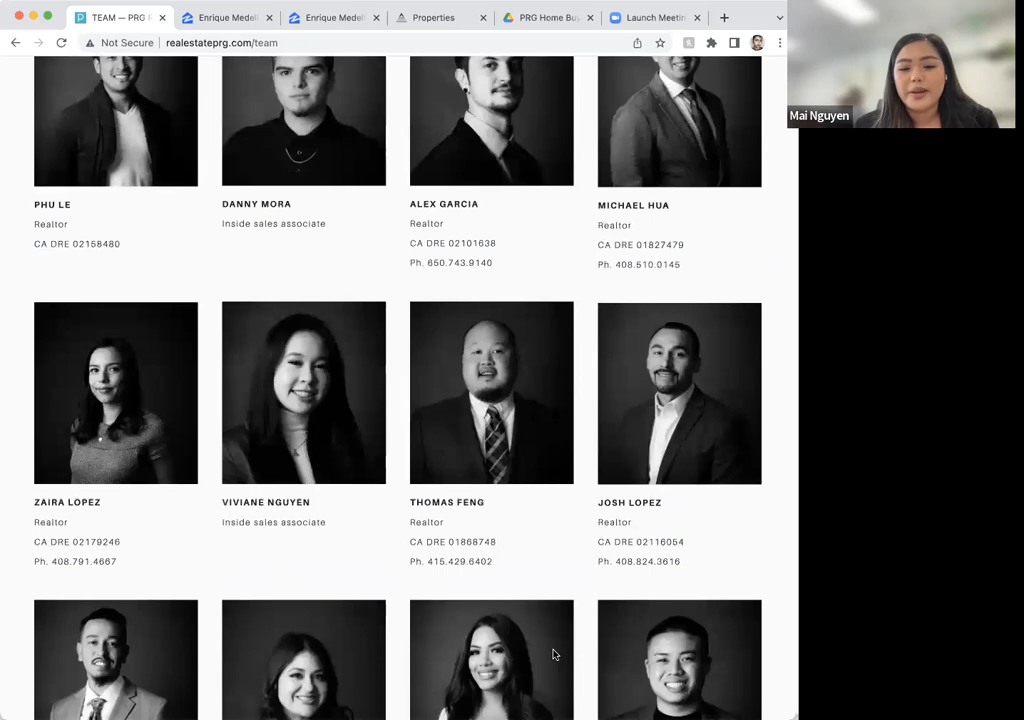 TEAM — PRG R
Enrique Medel
Enrique Medel
Properties
PRG Home Bu
Launch Meetin
Not Secure
realestateprg.com/team
Mai Nguyen
PHU LE
Realtor
CA DRE 02158480
DANNY MORA
Inside sales associate
ALEX GARCIA
Realtor
CA DRE 02101638
Ph. 650.743.9140
MICHAEL HUA
Realtor
CA DRE 01827479
Ph. 408.510.0145
ZAIRA LOPEZ
Realtor
CA DRE 02179246
Ph. 408.791.4667
VIVIANE NGUYEN
Inside sales associate
THOMAS FENG
Realtor
CA DRE 01868748
Ph. 415.429.6402
JOSH LOPEZ
Realtor
CA DRE 02116054
Ph. 408.824.3616